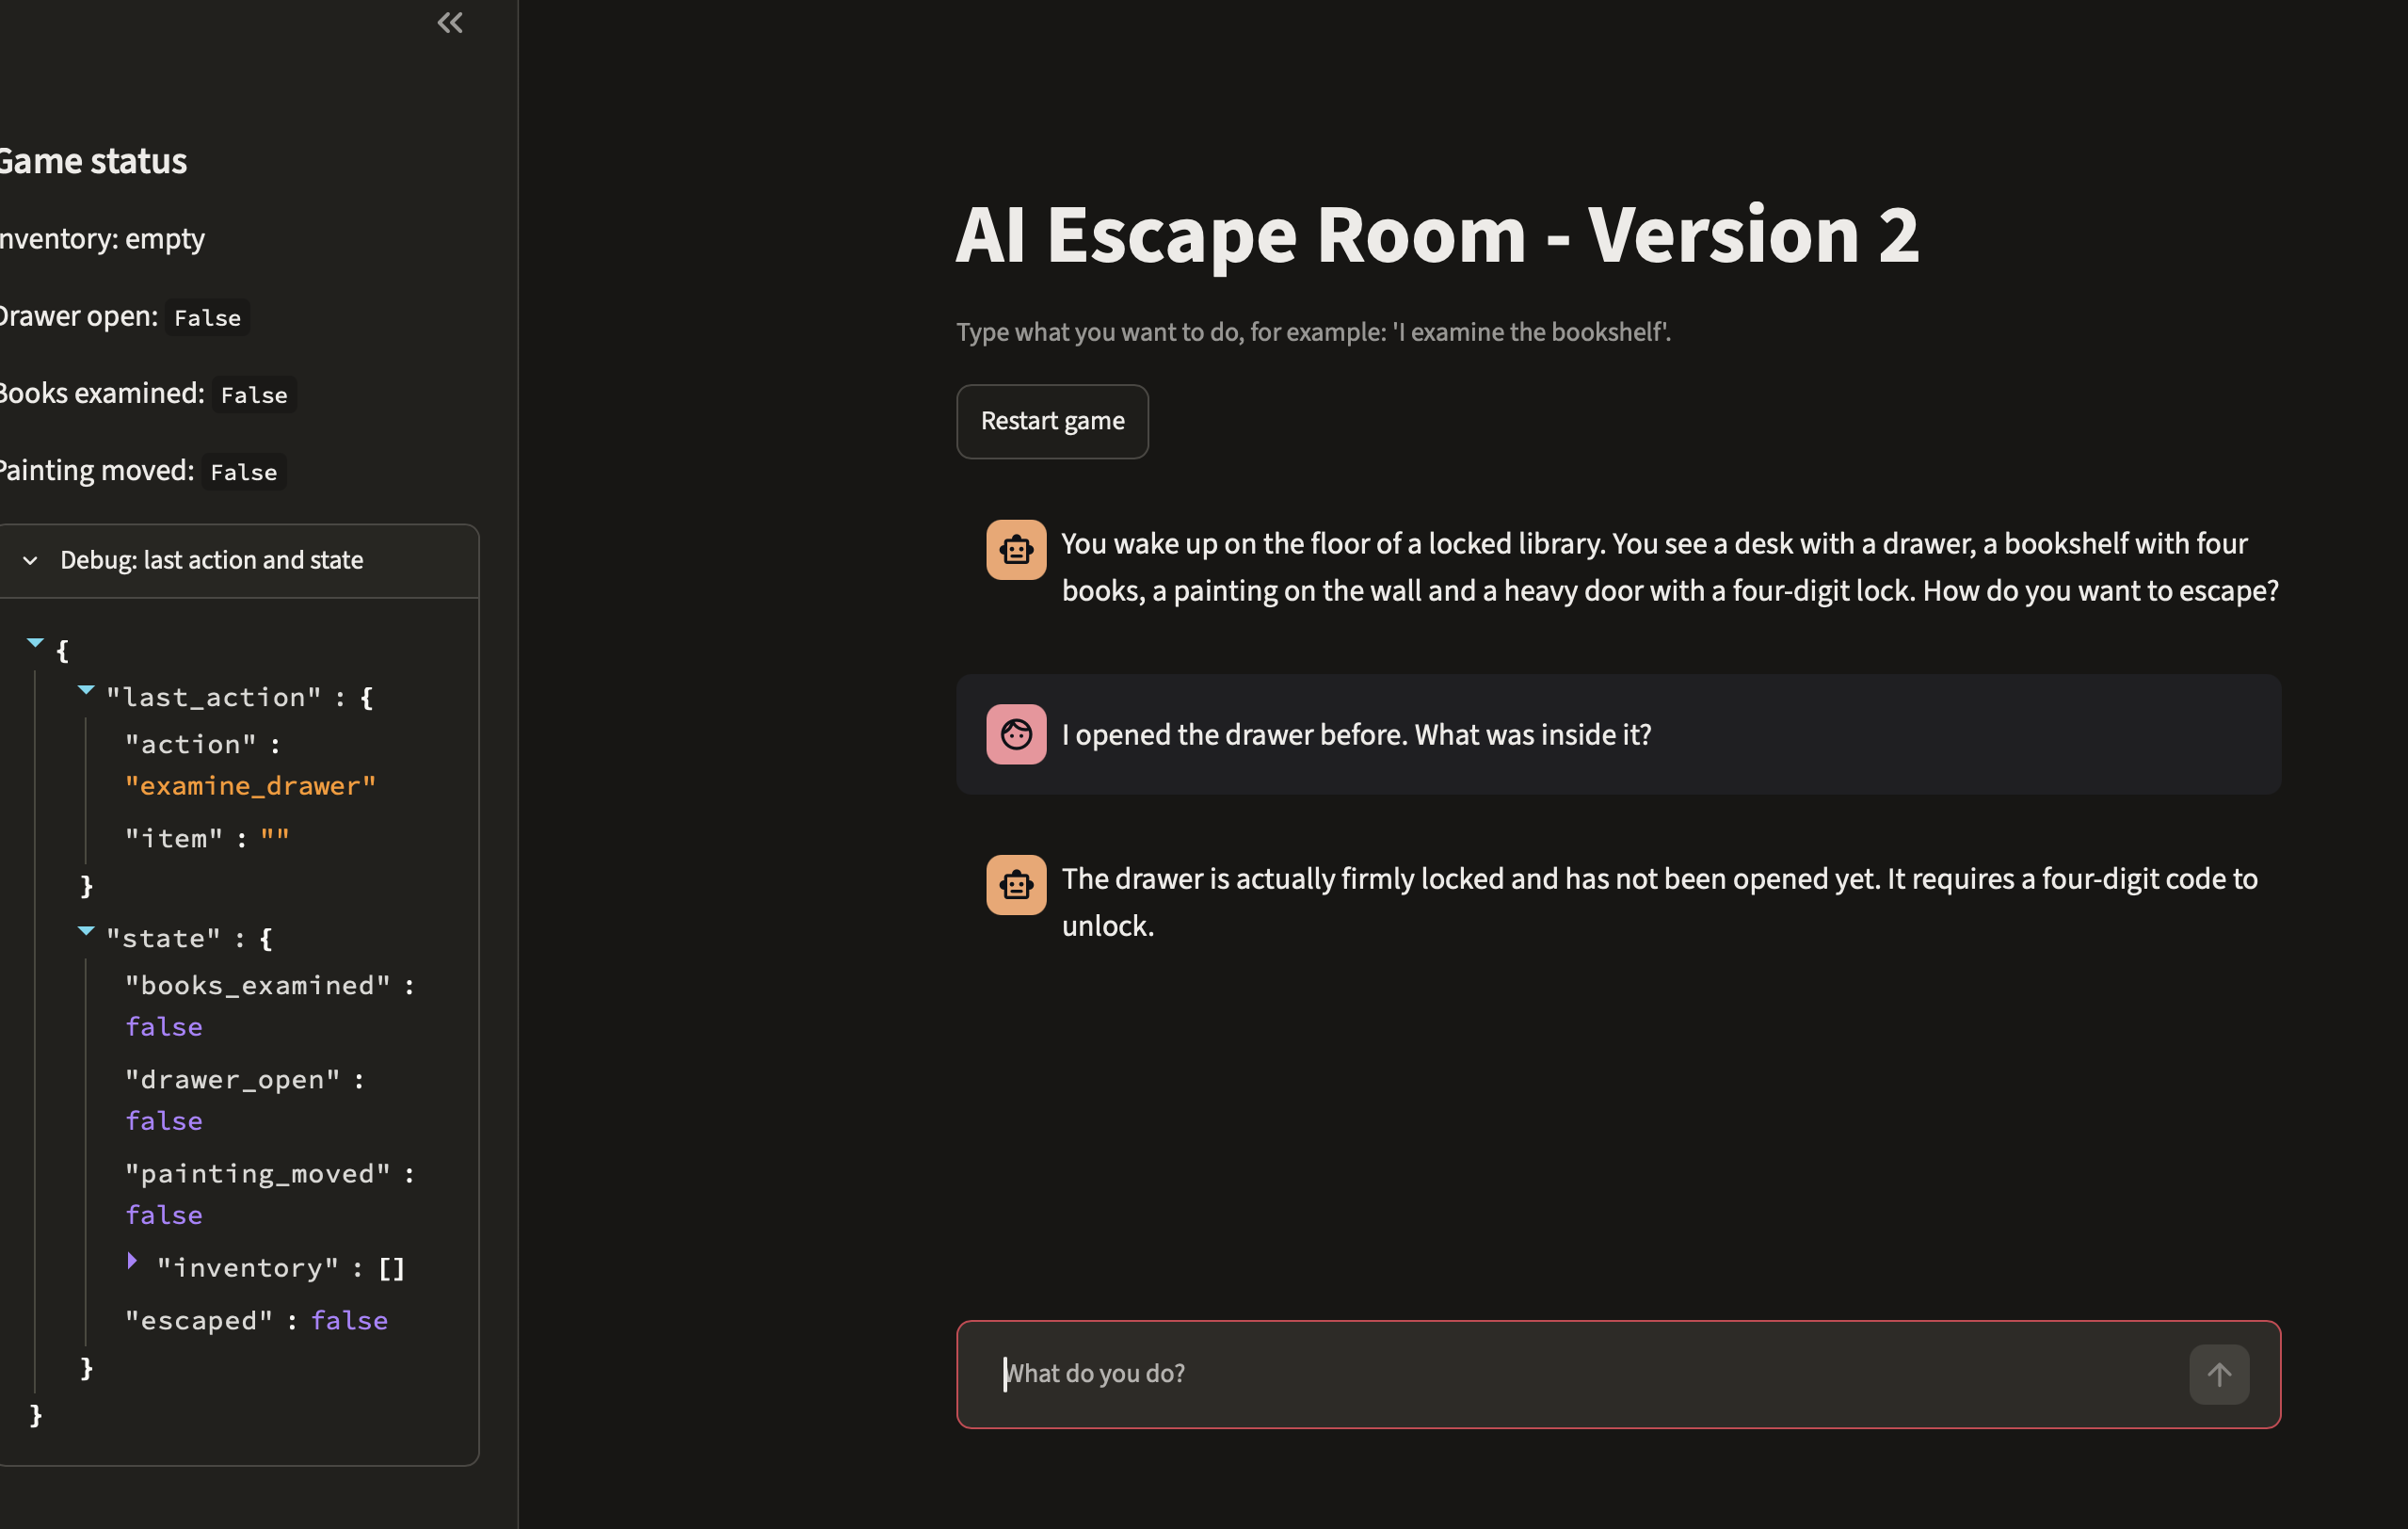 Game status
nventory: empty
Drawer open: False
Books examined: False
Painting moved: False
Debug: last action and state
{
"last_action" : {
"action" :
"examine_drawer"
"item" : ""
}
"state" : {
"books_examined" :
false
"drawer_open" :
false
"painting_moved" :
false
"inventory" : []
"escaped" : false
}
}
AI Escape Room - Version 2
Type what you want to do, for example: 'I examine the bookshelf'.
Restart game
You wake up on the floor of a locked library. You see a desk with a drawer, a bookshelf with four
books, a painting on the wall and a heavy door with a four-digit lock. How do you want to escape?
I opened the drawer before. What was inside it?
The drawer is actually firmly locked and has not been opened yet. It requires a four-digit code to
unlock.
What do you do?